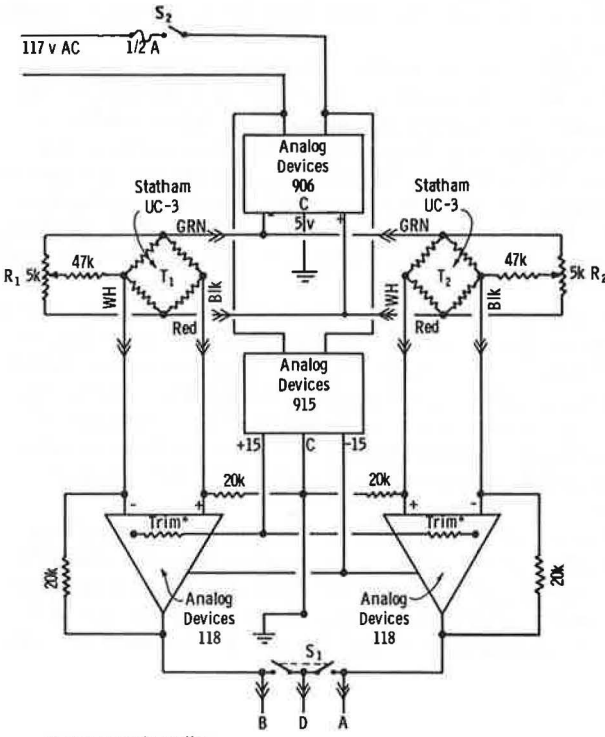 S2
117 v AC
1/2 A
Analog
Devices
906
C
- 5 v +
Statham
UC-3
Statham
UC-3
GRN
GRN
R1 5k
47k
T1
WH
Blk
Red
T2
WH
Blk
Red
47k
5k R2
Analog
Devices
915
+15 C -15
20k
20k
- +
+ -
Trim*
Trim*
20k
20k
Analog
Devices
118
Analog
Devices
118
S1
B D A